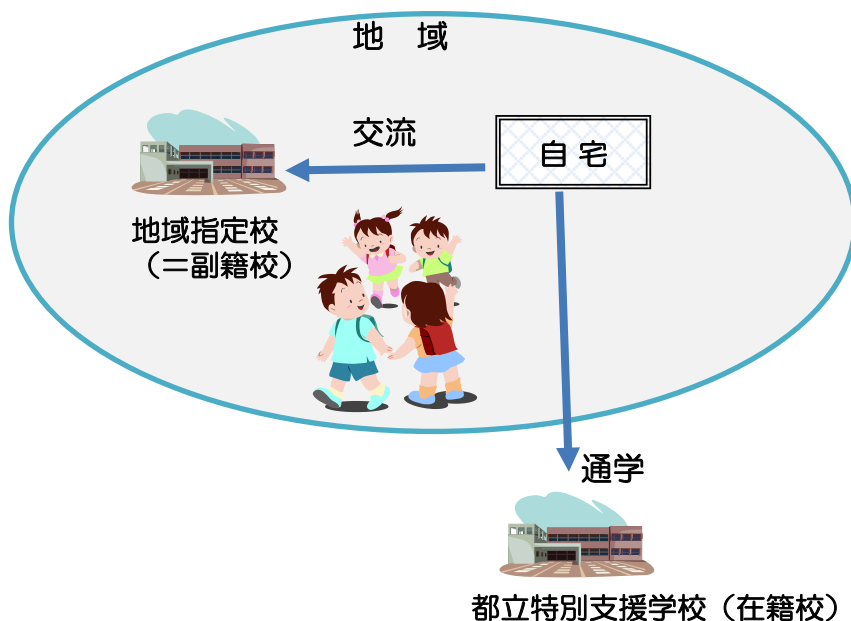 地　域
交流
自 宅
地域指定校
（＝副籍校）
通学
都立特別支援学校（在籍校）